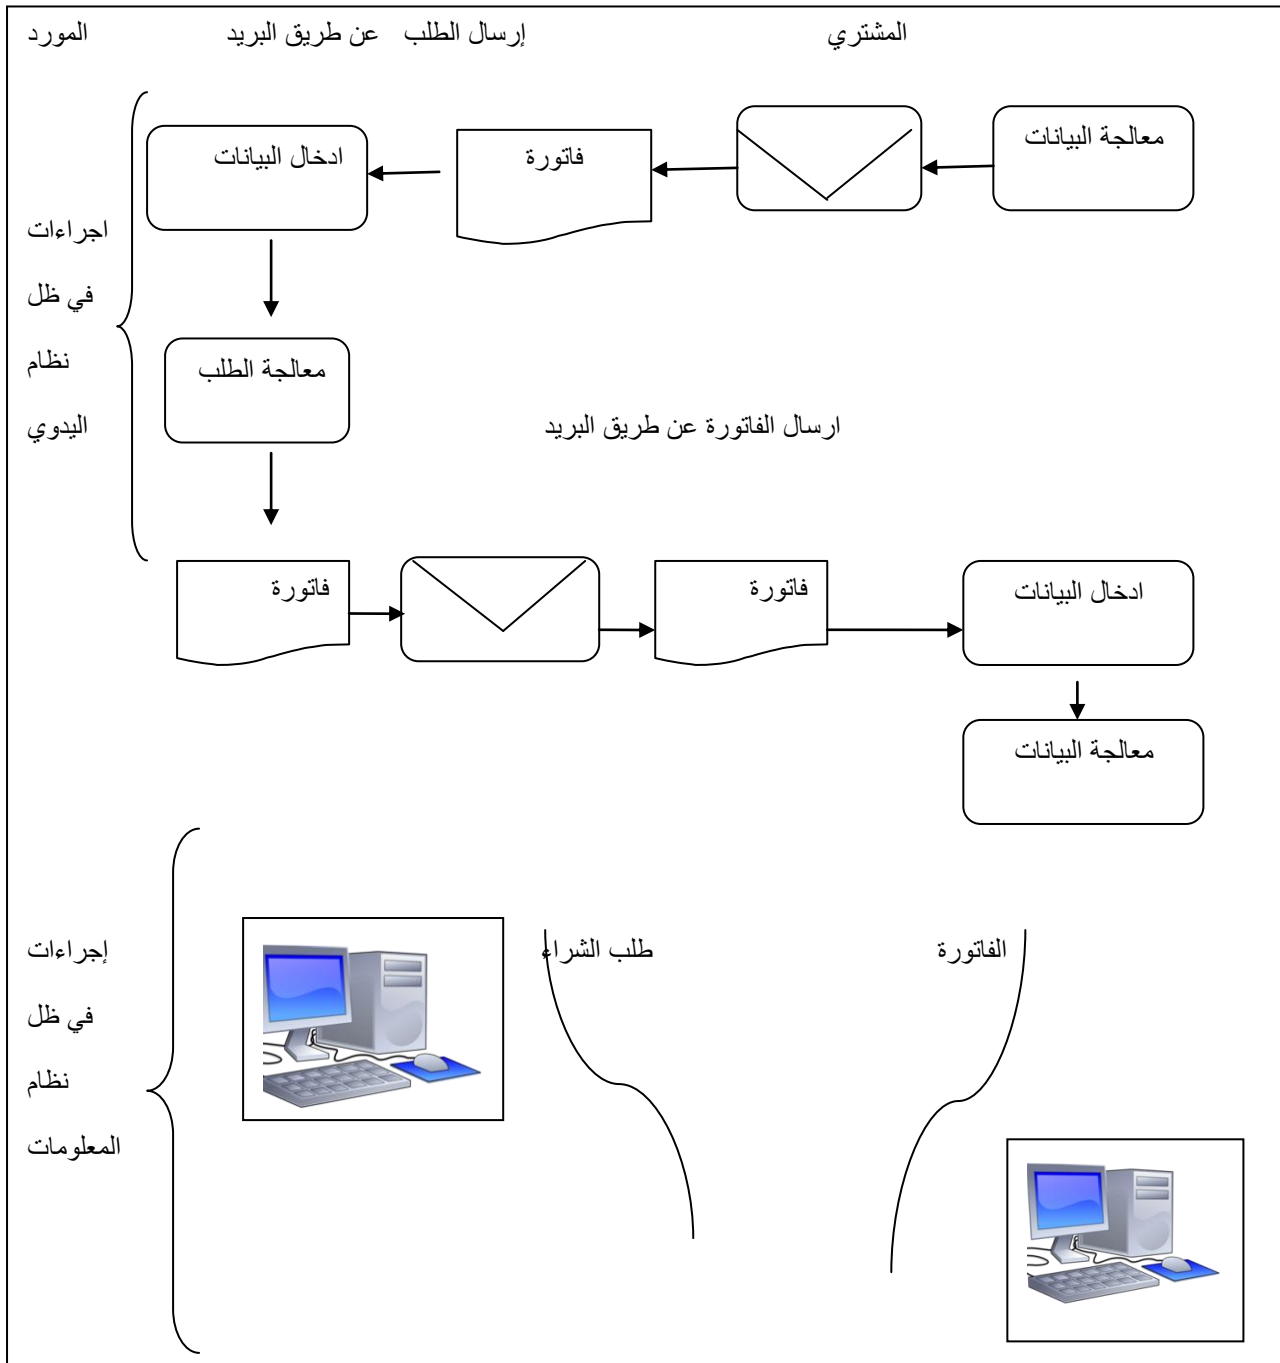 المشتري
إرسال الطلب عن طريق البريد
المورد
معالجة البيانات
فاتورة
ادخال البيانات
اجراءات
في ظل
نظام
اليدوي
معالجة الطلب
ارسال الفاتورة عن طريق البريد
فاتورة
فاتورة
ادخال البيانات
معالجة البيانات
إجراءات
في ظل
نظام
المعلومات
الفاتورة
طلب الشراء